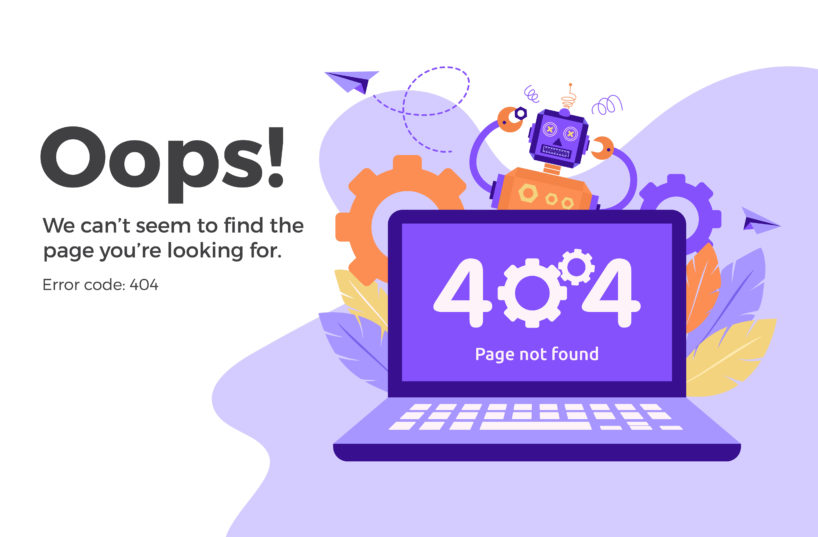 Oops!
We can’t seem to find the
page you’re looking for.
Error code: 404
404
Page not found